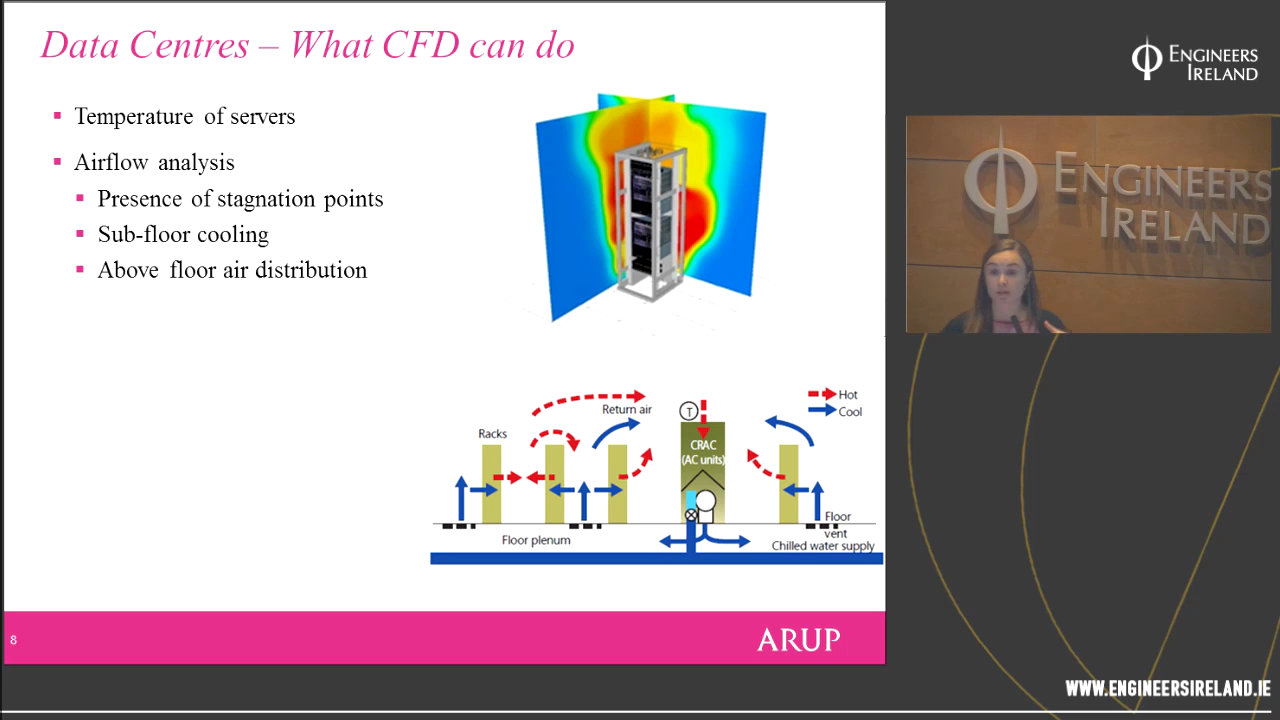 Data Centres – What CFD can do
Temperature of servers
Airflow analysis
Presence of stagnation points
Sub-floor cooling
Above floor air distribution
Hot
Cool
Return air
T
Racks
CRAC
(AC units)
Floor
vent
Floor plenum
Chilled water supply
8
ARUP
ENGINEERS
IRELAND
ENGINEERS
IRELAND
WWW.ENGINEERSIRELAND.IE